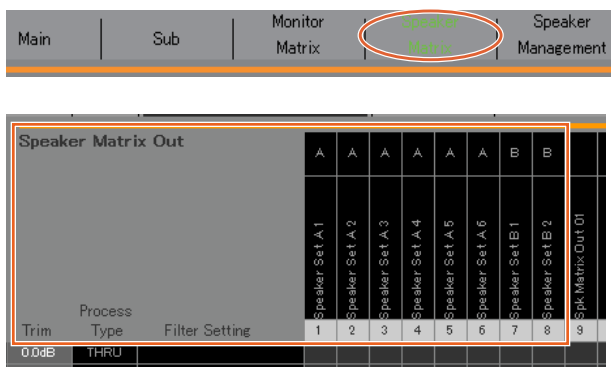 Main
Sub
Monitor
Matrix
Speaker
Matrix
Speaker
Management
Speaker Matrix Out
A A A A A A B B
Speaker Set A 1
Speaker Set A 2
Speaker Set A 3
Speaker Set A 4
Speaker Set A 5
Speaker Set A 6
Speaker Set B 1
Speaker Set B 2
Spk Matrix Out 01
Process
Trim Type Filter Setting 1 2 3 4 5 6 7 8 9
0.0dB THRU